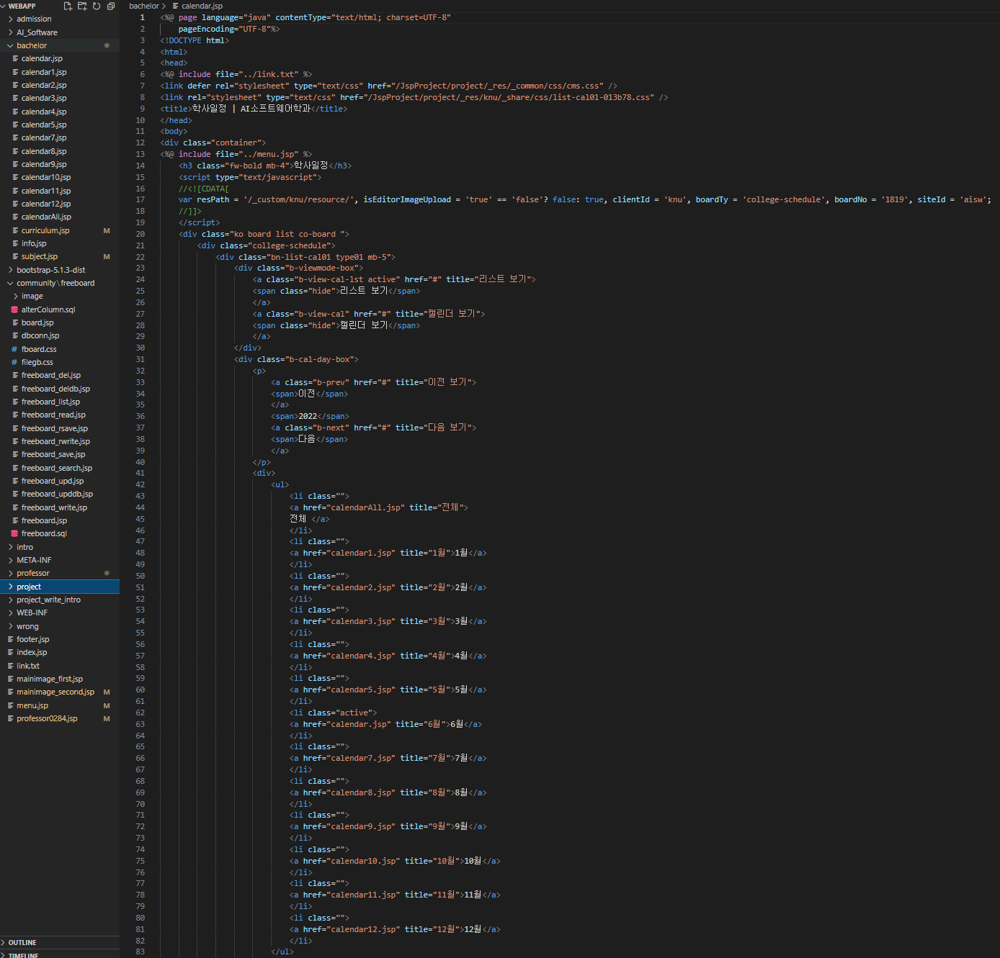 WEBAPP
admission
AI_Software
bachelor
calendar.jsp
calendar1.jsp
calendar2.jsp
calendar3.jsp
calendar4.jsp
calendar5.jsp
calendar7.jsp
calendar8.jsp
calendar9.jsp
calendar10.jsp
calendar11.jsp
calendar12.jsp
calendarAll.jsp
curriculum.jsp M
info.jsp
subject.jsp M
bootstrap-5.1.3-dist
community\freeboard
image
alterColumn.sql
board.jsp
dbconn.jsp
# fboard.css
# filegb.css
freeboard_del.jsp
freeboard_deldb.jsp
freeboard_list.jsp
freeboard_read.jsp
freeboard_rsave.jsp
freeboard_rwrite.jsp
freeboard_save.jsp
freeboard_search.jsp
freeboard_upd.jsp
freeboard_upddb.jsp
freeboard_write.jsp
freeboard.jsp
freeboard.sql
intro
META-INF
professor
project
project_write_intro
WEB-INF
wrong
footer.jsp
index.jsp
link.txt
mainimage_first.jsp
mainimage_second.jsp M
menu.jsp M
professor0284.jsp M
OUTLINE
TIMELINE
bachelor > calendar.jsp
1 <%@ page language="java" contentType="text/html; charset=UTF-8"
2 pageEncoding="UTF-8"%>
3 <!DOCTYPE html>
4 <html>
5 <head>
6 <%@ include file="../link.txt" %>
7 <link defer rel="stylesheet" type="text/css" href="/JspProject/project/_res/_common/css/cms.css" />
8 <link rel="stylesheet" type="text/css" href="/JspProject/project/_res/knu/_share/css/list-cal01-013b78.css" />
9 <title>학사일정 | AI소프트웨어학과</title>
10 </head>
11 <body>
12 <div class="container">
13 <%@ include file="../menu.jsp" %>
14 <h3 class="fw-bold mb-4">학사일정</h3>
15 <script type="text/javascript">
16 //<![CDATA[
17 var resPath = '/_custom/knu/resource/', isEditorImageUpload = 'true' == 'false'? false: true, clientId = 'knu', boardTy = 'college-schedule', boardNo = '1819', siteId = 'aisw';
18 //]]>
19 </script>
20 <div class="ko board list co-board ">
21 <div class="college-schedule">
22 <div class="bn-list-cal01 type01 mb-5">
23 <div class="b-viewmode-box">
24 <a class="b-view-cal-lst active" href="#" title="리스트 보기">
25 <span class="hide">리스트 보기</span>
26 </a>
27 <a class="b-view-cal" href="#" title="캘린더 보기">
28 <span class="hide">캘린더 보기</span>
29 </a>
30 </div>
31 <div class="b-cal-day-box">
32 <p>
33 <a class="b-prev" href="#" title="이전 보기">
34 <span>이전</span>
35 </a>
36 <span>2022</span>
37 <a class="b-next" href="#" title="다음 보기">
38 <span>다음</span>
39 </a>
40 </p>
41 <div>
42 <ul>
43 <li class="">
44 <a href="calendarAll.jsp" title="전체">
45 전체 </a>
46 </li>
47 <li class="">
48 <a href="calendar1.jsp" title="1월">1월</a>
49 </li>
50 <li class="">
51 <a href="calendar2.jsp" title="2월">2월</a>
52 </li>
53 <li class="">
54 <a href="calendar3.jsp" title="3월">3월</a>
55 </li>
56 <li class="">
57 <a href="calendar4.jsp" title="4월">4월</a>
58 </li>
59 <li class="">
60 <a href="calendar5.jsp" title="5월">5월</a>
61 </li>
62 <li class="active">
63 <a href="calendar.jsp" title="6월">6월</a>
64 </li>
65 <li class="">
66 <a href="calendar7.jsp" title="7월">7월</a>
67 </li>
68 <li class="">
69 <a href="calendar8.jsp" title="8월">8월</a>
70 </li>
71 <li class="">
72 <a href="calendar9.jsp" title="9월">9월</a>
73 </li>
74 <li class="">
75 <a href="calendar10.jsp" title="10월">10월</a>
76 </li>
77 <li class="">
78 <a href="calendar11.jsp" title="11월">11월</a>
79 </li>
80 <li class="">
81 <a href="calendar12.jsp" title="12월">12월</a>
82 </li>
83 </ul>